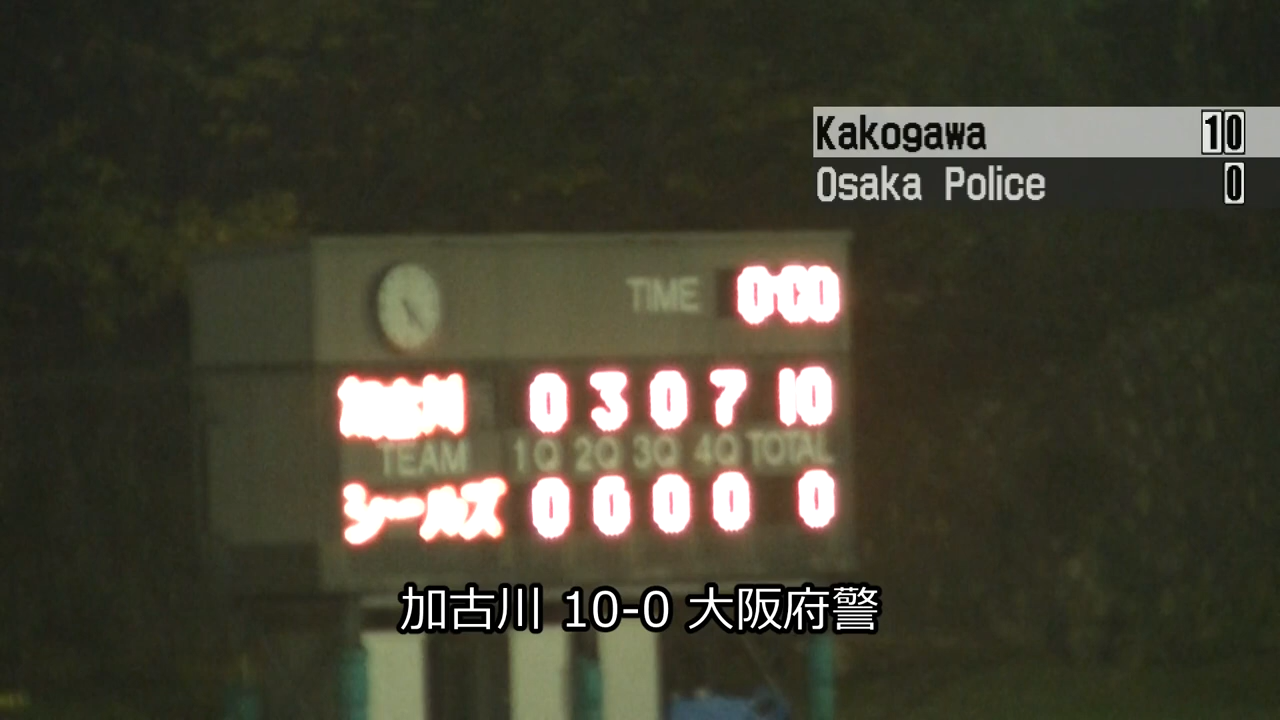 Kakogawa 10
Osaka Police 0
TIME 0:00
加古川 0 3 0 7 10
TEAM 1Q 2Q 3Q 4Q TOTAL
シールズ 0 0 0 0 0
加古川 10-0 大阪府警